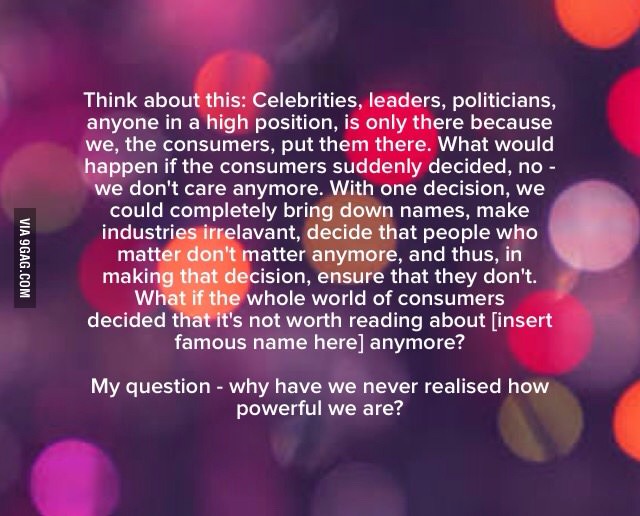 Think about this: Celebrities, leaders, politicians,
anyone in a high position, is only there because
we, the consumers, put them there. What would
happen if the consumers suddenly decided, no -
we don't care anymore. With one decision, we
could completely bring down names, make
industries irrelavant, decide that people who
matter don't matter anymore, and thus, in
making that decision, ensure that they don't.
What if the whole world of consumers
decided that it's not worth reading about [insert
famous name here] anymore?
My question - why have we never realised how
powerful we are?
VIA 9GAG.COM